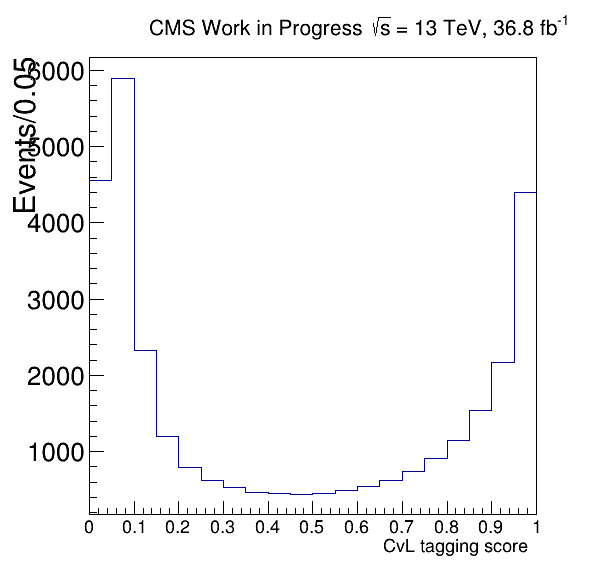 CMS Work in Progress √s = 13 TeV, 36.8 fb⁻¹
Events/0.05
6000
5000
4000
3000
2000
1000
0 0.1 0.2 0.3 0.4 0.5 0.6 0.7 0.8 0.9 1
CvL tagging score